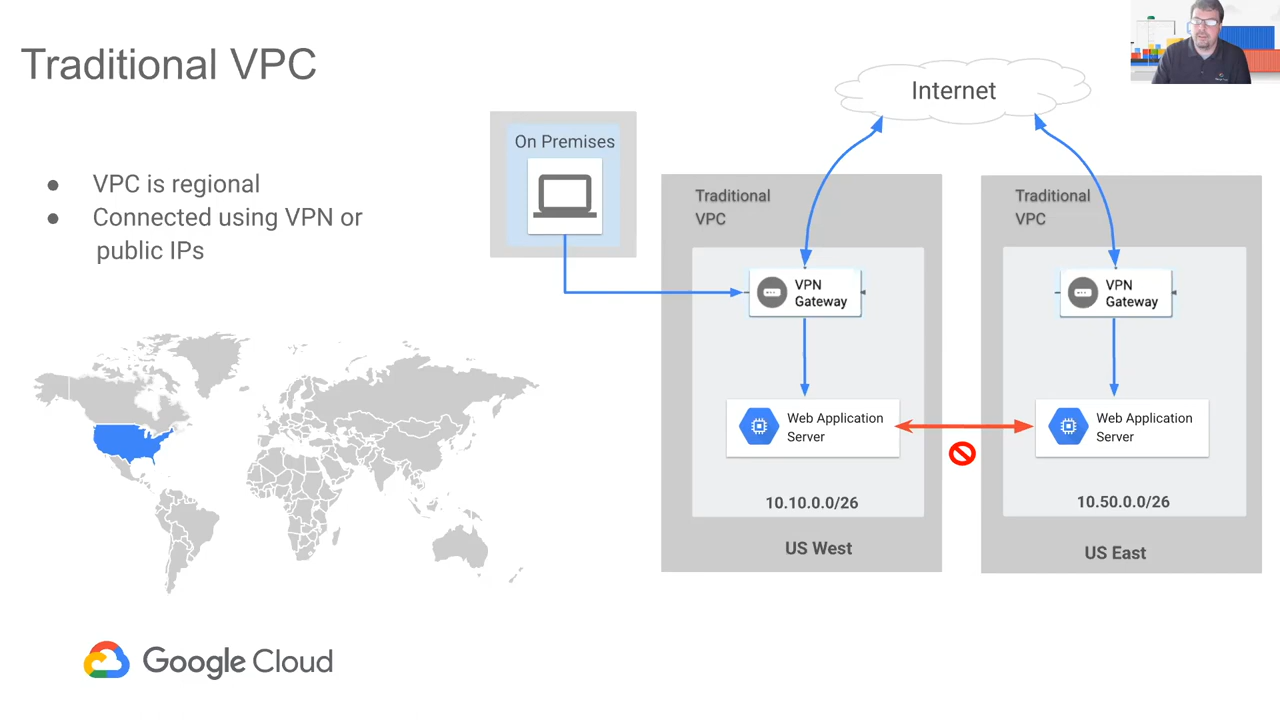 Traditional VPC
● VPC is regional
● Connected using VPN or
public IPs
On Premises
Internet
Traditional
VPC
VPN
Gateway
Web Application
Server
10.10.0.0/26
US West
Traditional
VPC
VPN
Gateway
Web Application
Server
10.50.0.0/26
US East
Google Cloud